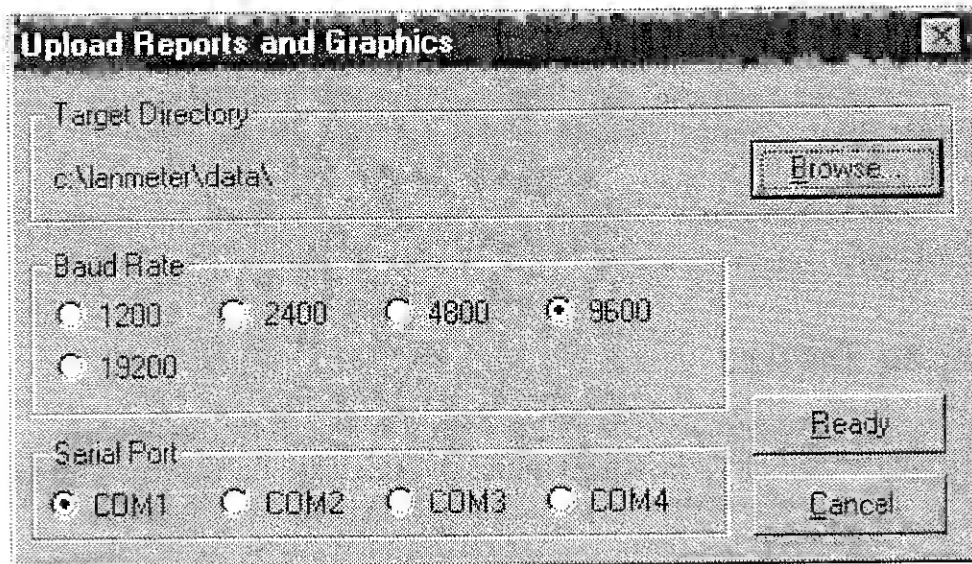 Upload Reports and Graphics
Target Directory
c:\lanmeter\data\
Browse...
Baud Rate
1200 2400 4800 9600
19200
Ready
Serial Port
COM1 COM2 COM3 COM4
Cancel